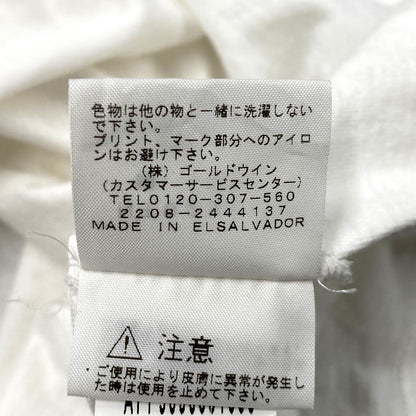 色物は他の物と一緒に洗濯しない
で下さい。
プリント、マーク部分へのアイロ
ンはお避け下さい。
(株) ゴールドウイン
(カスタマーサービスセンター)
TEL0120-307-560
2208-2444137
MADE IN ELSALVADOR
注意
・ご使用により皮膚に異常が発生し
た時は使用を止めお早めに